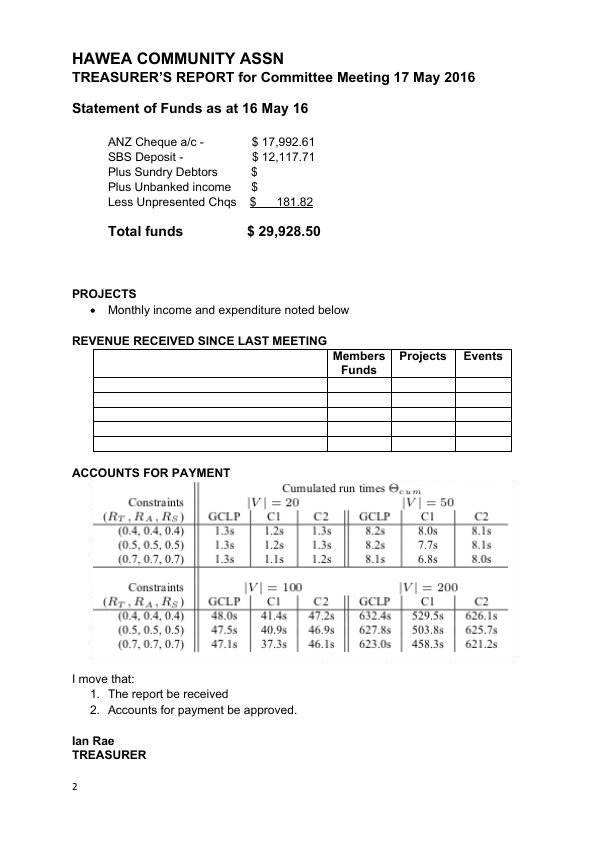 HAWEA COMMUNITY ASSN
TREASURER'S REPORT for Committee Meeting 17 May 2016
Statement of Funds as at 16 May 16
ANZ Cheque a/c - $ 17,992.61
SBS Deposit - $ 12,117.71
Plus Sundry Debtors $
Plus Unbanked income $
Less Unpresented Chqs $ 181.82
Total funds $ 29,928.50
PROJECTS
• Monthly income and expenditure noted below
REVENUE RECEIVED SINCE LAST MEETING
Members Funds Projects Events
ACCOUNTS FOR PAYMENT
Cumulated run times Θcum
Constraints |V| = 20 |V| = 50
(RT, RA, RS) GCLP C1 C2 GCLP C1 C2
(0.4, 0.4, 0.4) 1.3s 1.2s 1.3s 8.2s 8.0s 8.1s
(0.5, 0.5, 0.5) 1.3s 1.2s 1.3s 8.2s 7.7s 8.1s
(0.7, 0.7, 0.7) 1.3s 1.1s 1.2s 8.1s 6.8s 8.0s
Constraints |V| = 100 |V| = 200
(RT, RA, RS) GCLP C1 C2 GCLP C1 C2
(0.4, 0.4, 0.4) 48.0s 41.4s 47.2s 632.4s 529.5s 626.1s
(0.5, 0.5, 0.5) 47.5s 40.9s 46.9s 627.8s 503.8s 625.7s
(0.7, 0.7, 0.7) 47.1s 37.3s 46.1s 623.0s 458.3s 621.2s
I move that:
1. The report be received
2. Accounts for payment be approved.
Ian Rae
TREASURER
2